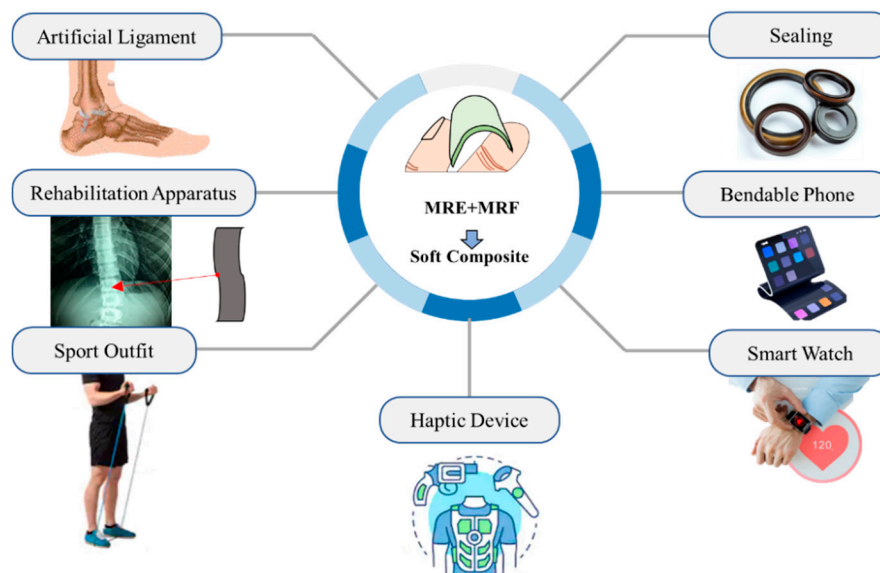 Artificial Ligament
Sealing
Rehabilitation Apparatus
Bendable Phone
MRE+MRF
Soft Composite
Sport Outfit
Smart Watch
Haptic Device
120